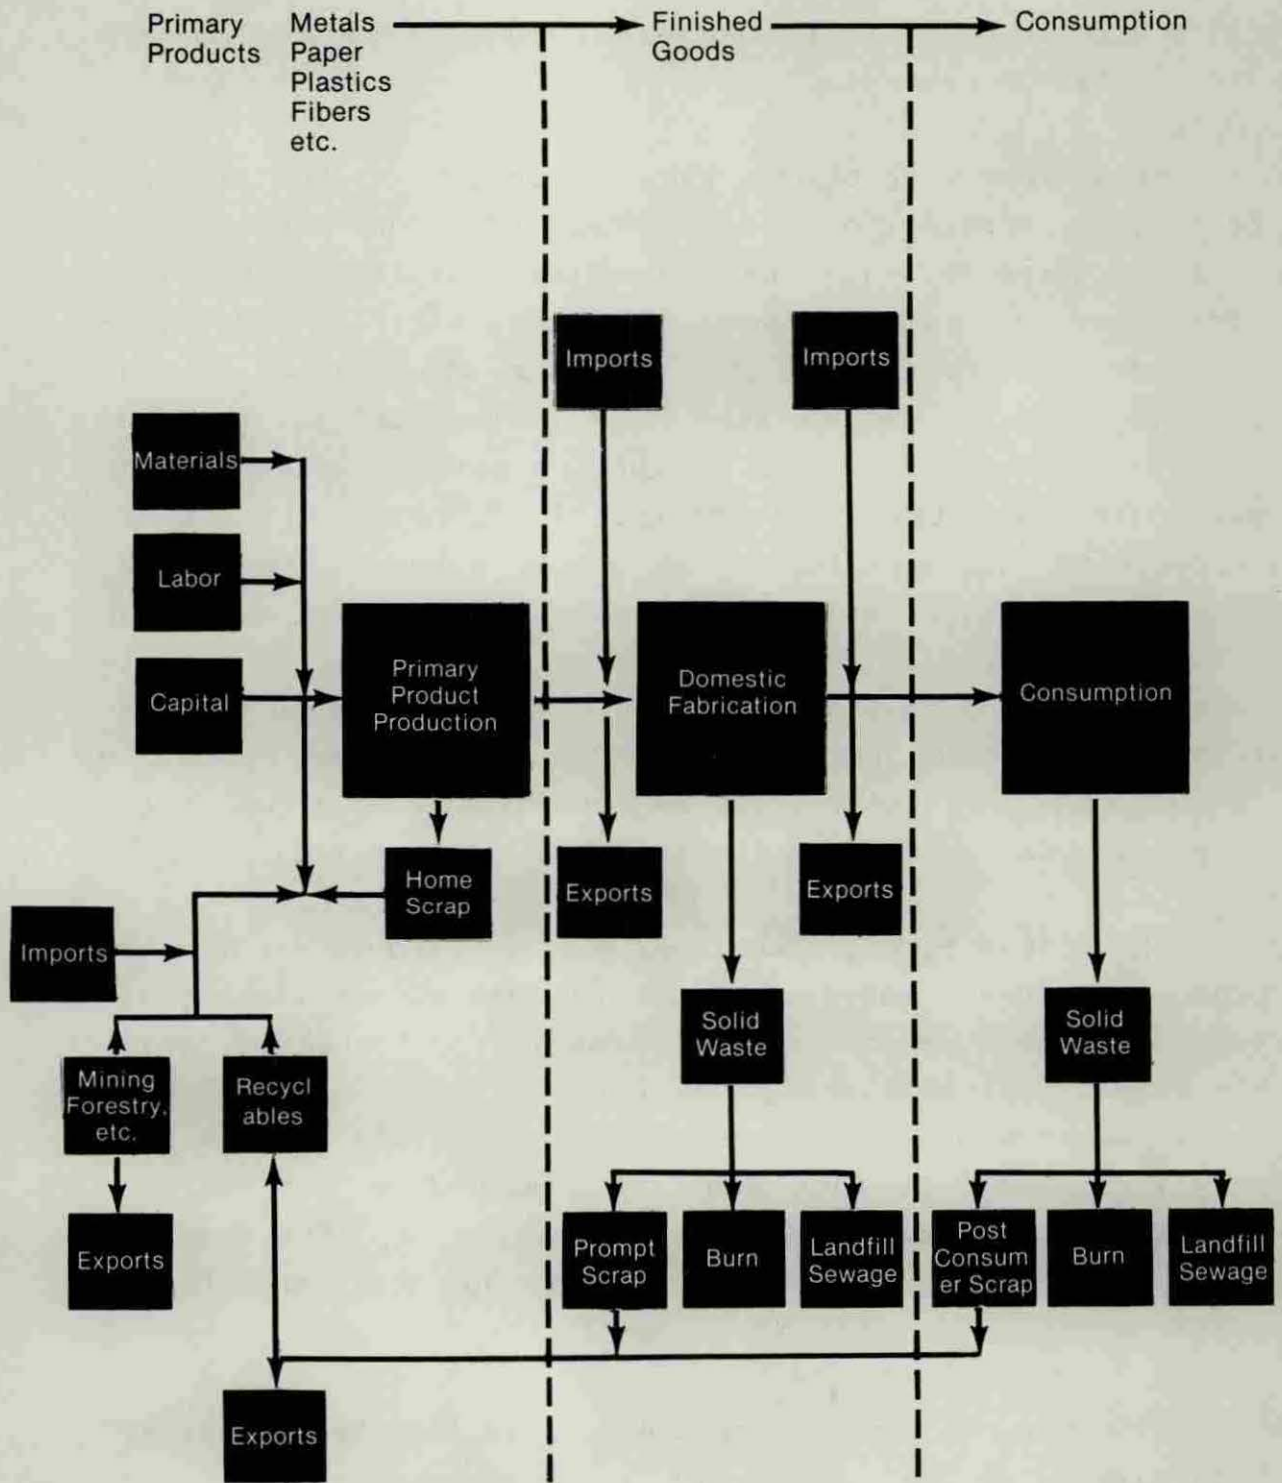 Primary
Products
Metals
Paper
Plastics
Fibers
etc.
Finished
Goods
Consumption
Imports
Imports
Materials
Labor
Capital
Primary
Product
Production
Domestic
Fabrication
Consumption
Home
Scrap
Exports
Exports
Imports
Mining
Forestry,
etc.
Recycl
ables
Solid
Waste
Solid
Waste
Exports
Prompt
Scrap
Burn
Landfill
Sewage
Post
Consum
er Scrap
Burn
Landfill
Sewage
Exports